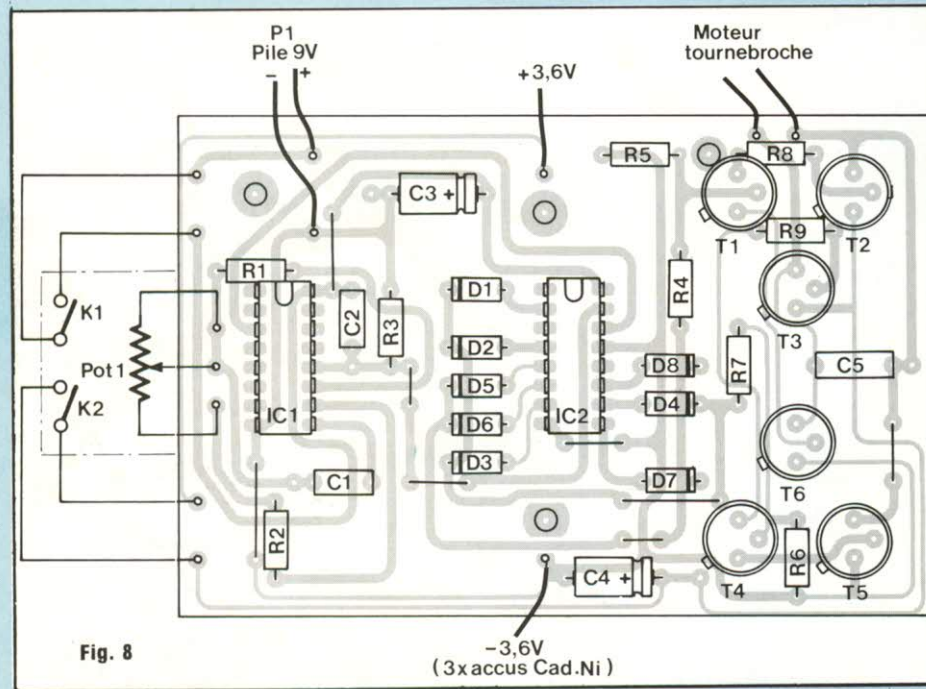 P1
Pile 9V
- +
+3,6V
Moteur
tournebroche
R5
R8
C3 +
T1
R9
T2
R1
D1
R4
K1
C2
R3
T3
Pot 1
D2
R7
D8
C5
D5
K2
IC1
D6
IC2
D4
D3
T6
C1
D7
R2
R6
C4 +
T4
T5
Fig. 8
-3,6V
(3x accus Cad.Ni)